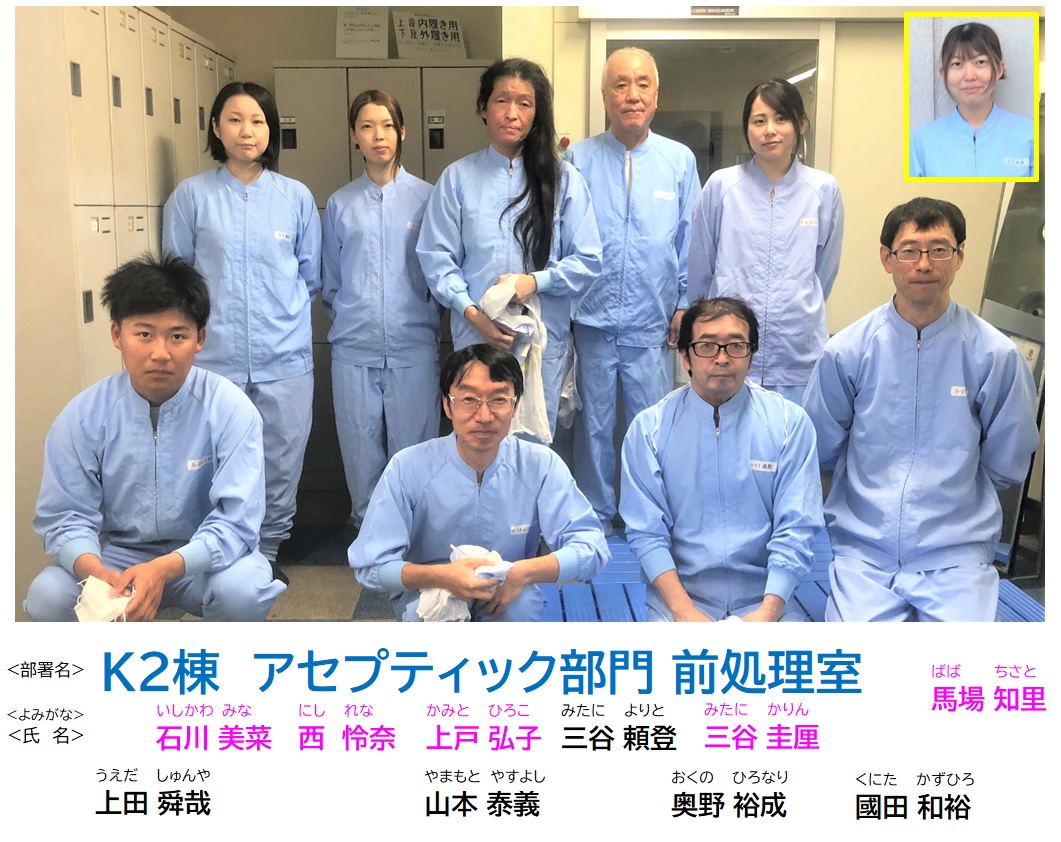 上 段 内履き用
下 段 外履き用
<部署名> K2棟 アセプティック部門 前処理室
ばば ちさと
馬場 知里
<よみがな> いしかわ みな にし れな かみと ひろこ みたに よりと みたに かりん
<氏 名> 石川 美菜 西 怜奈 上戸 弘子 三谷 頼登 三谷 圭厘
うえだ しゅんや やまもと やすよし おくの ひろなり くにた かずひろ
上田 舜哉 山本 泰義 奥野 裕成 國田 和裕